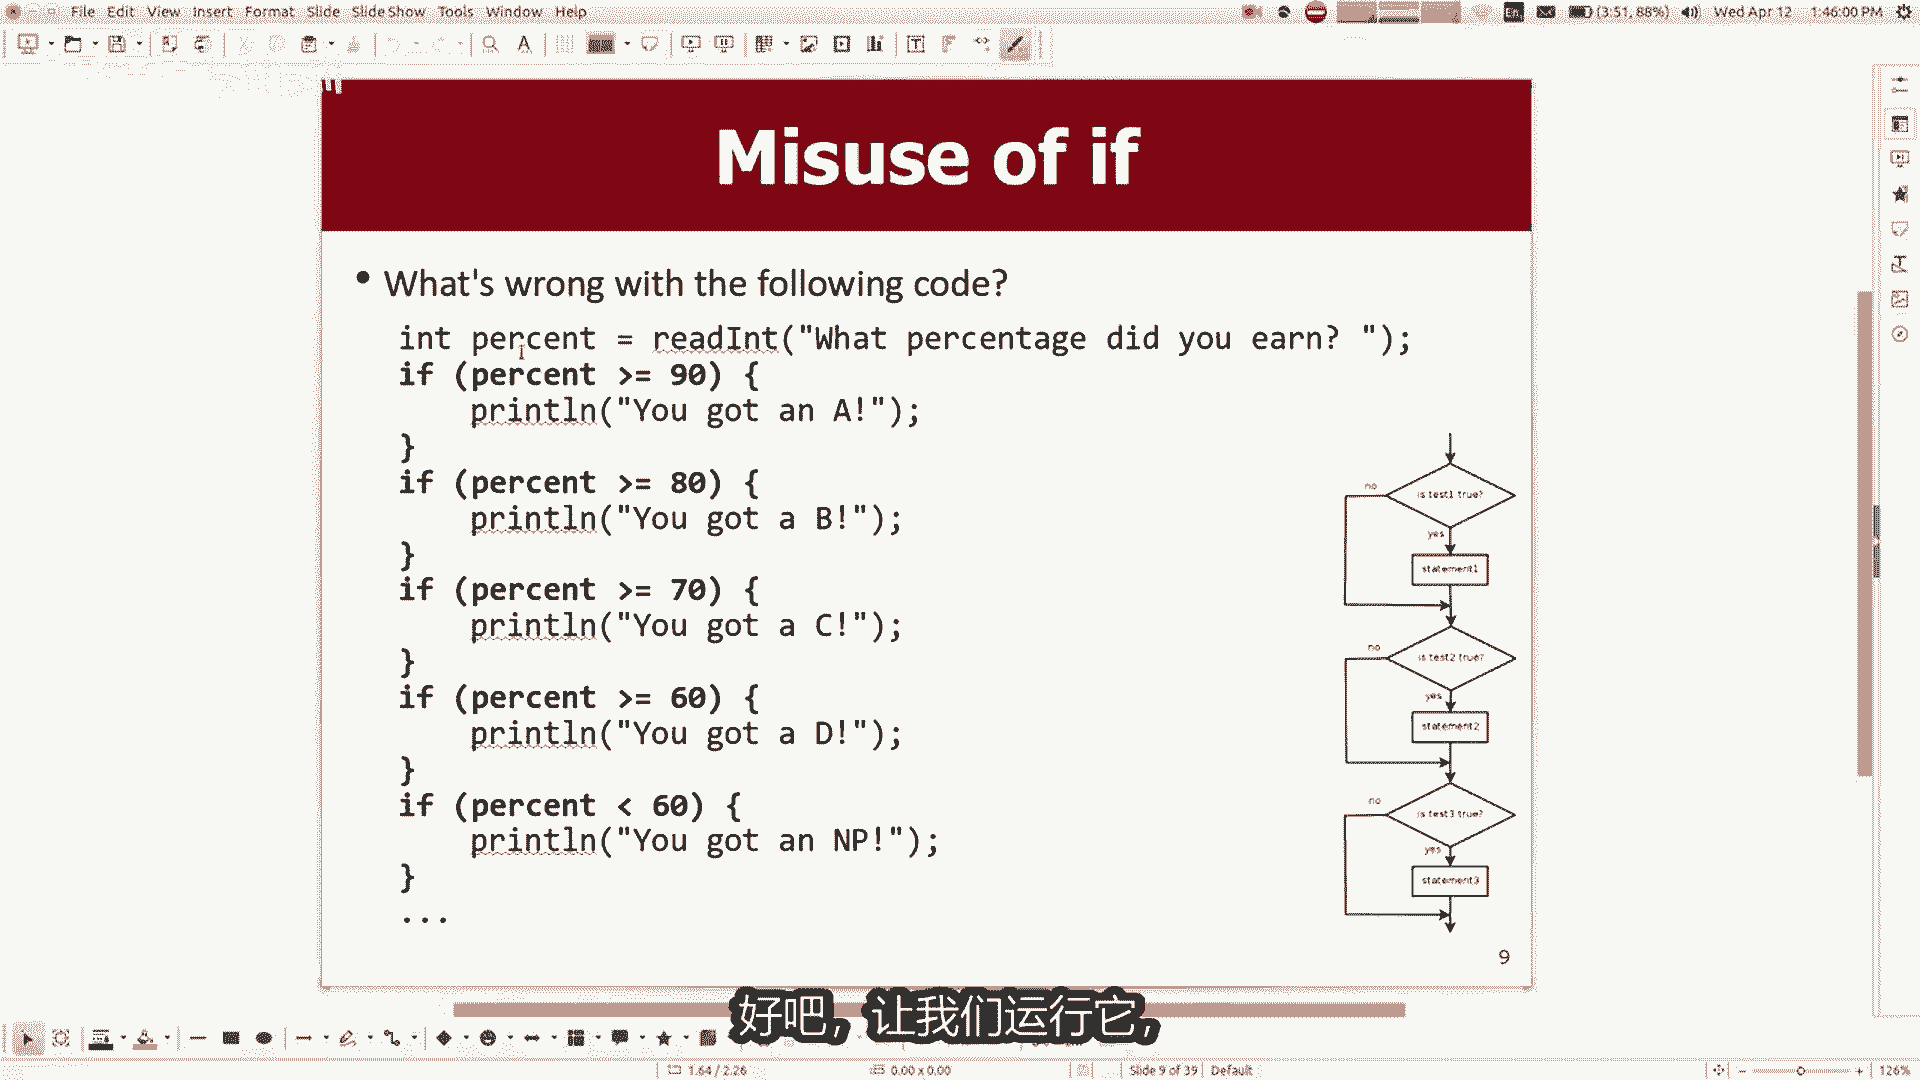 File Edit View Insert Format Slide Slide Show Tools Window Help
En (3:51, 88%) Wed Apr 12 1:46:00 PM
Misuse of if
• What's wrong with the following code?
int percent = readInt("What percentage did you earn? ");
if (percent >= 90) {
println("You got an A!");
}
if (percent >= 80) {
println("You got a B!");
}
if (percent >= 70) {
println("You got a C!");
}
if (percent >= 60) {
println("You got a D!");
}
if (percent < 60) {
println("You got an NP!");
}
...
is test1 true?
no
yes
statement1
is test2 true?
no
yes
statement2
is test3 true?
no
yes
statement3
9
好吧，让我们运行它，
1.64 / 2.26 0.00 x 0.00 Slide 9 of 39 Default 126%